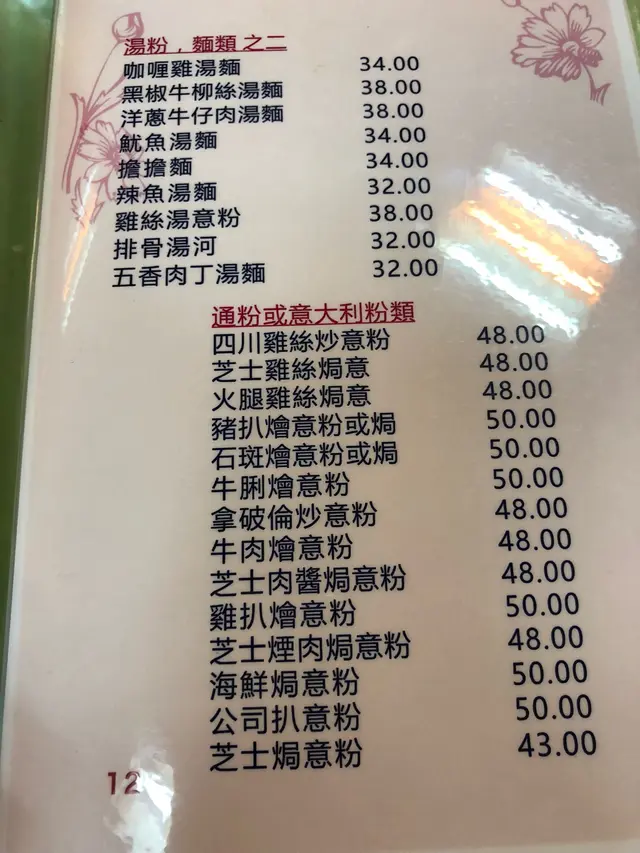 湯粉，麵類之二
咖喱雞湯麵 34.00
黑椒牛柳絲湯麵 38.00
洋蔥牛仔肉湯麵 38.00
魷魚湯麵 34.00
擔擔麵 34.00
辣魚湯麵 32.00
雞絲湯意粉 38.00
排骨湯河 32.00
五香肉丁湯麵 32.00
通粉或意大利粉類
四川雞絲炒意粉 48.00
芝士雞絲焗意 48.00
火腿雞絲焗意 48.00
豬扒燴意粉或焗 50.00
石斑燴意粉或焗 50.00
牛脷燴意粉 50.00
拿破倫炒意粉 48.00
牛肉燴意粉 48.00
芝士肉醬焗意粉 48.00
雞扒燴意粉 50.00
芝士煙肉焗意粉 48.00
海鮮焗意粉 50.00
公司扒意粉 50.00
芝士焗意粉 43.00
12